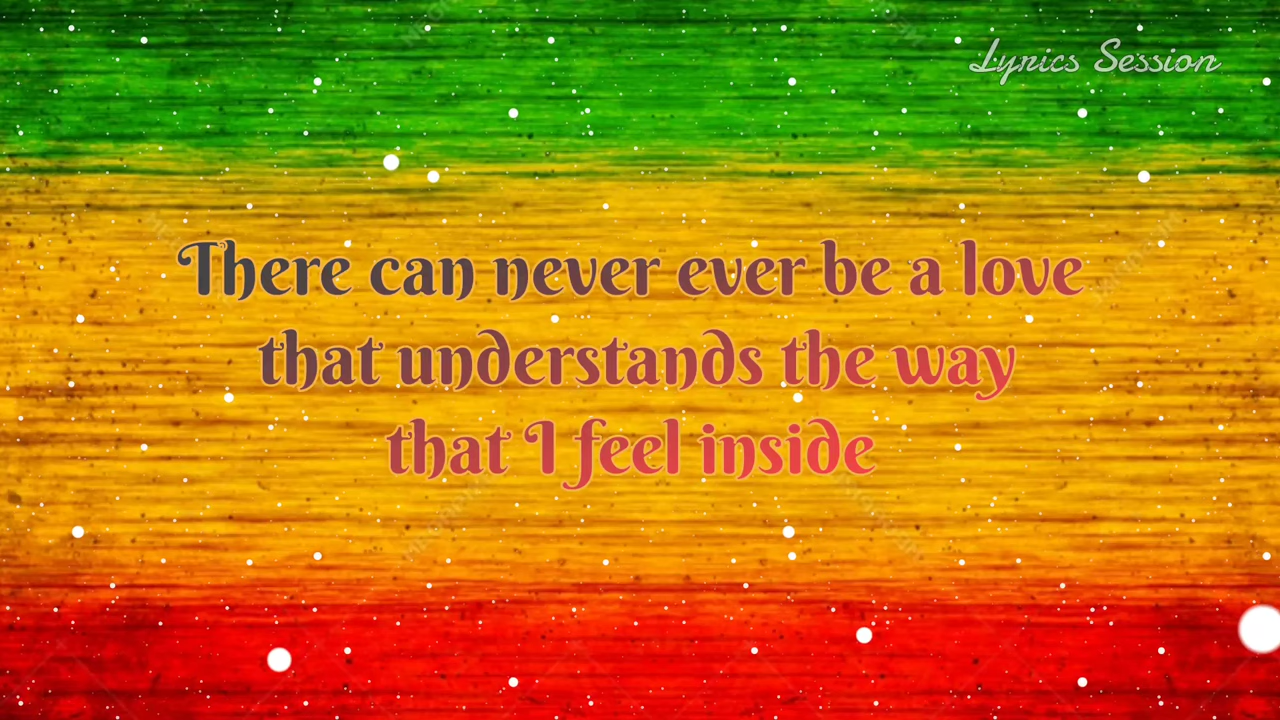 Lyrics Session
There can never ever be a love
that understands the way
that I feel inside